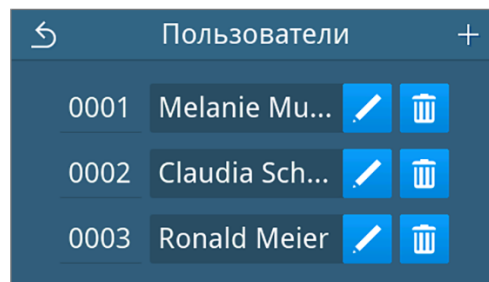 Пользователи +
0001 Melanie Mu...
0002 Claudia Sch...
0003 Ronald Meier